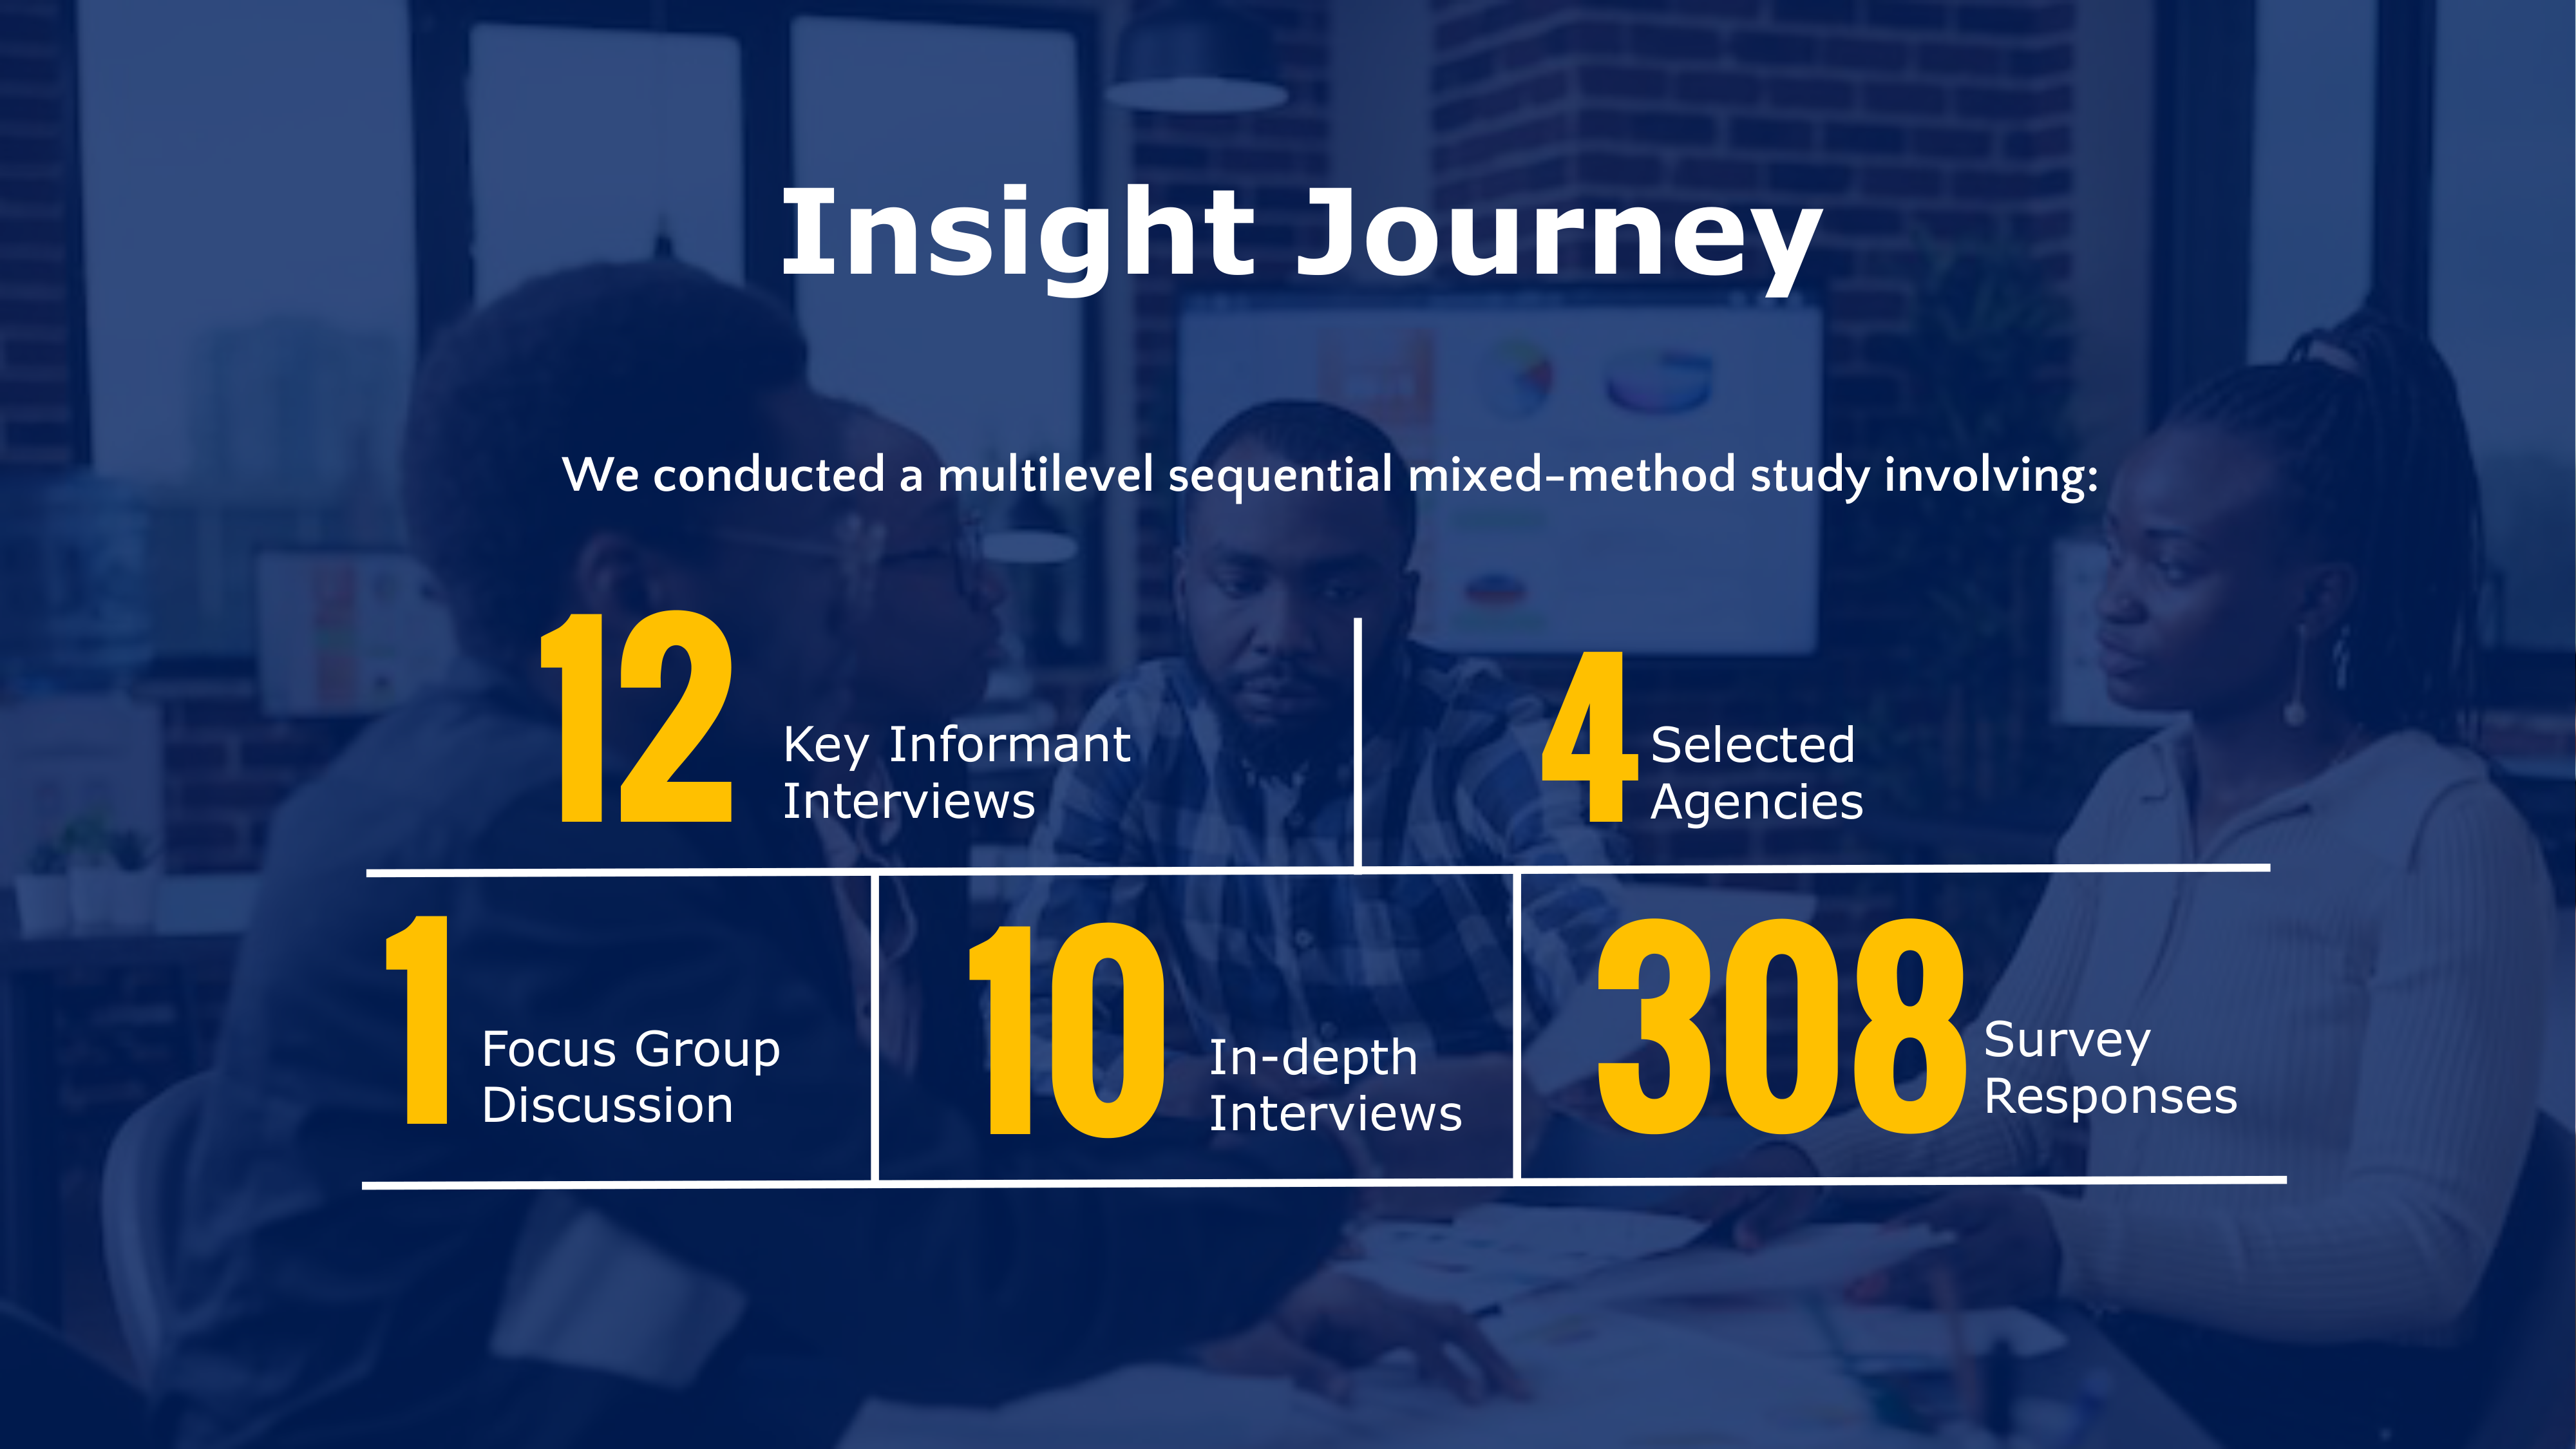 Insight Journey
We conducted a multilevel sequential mixed-method study involving:
12
Key Informant
Interviews
4
Selected
Agencies
1
Focus Group
Discussion
10
In-depth
Interviews
308
Survey
Responses